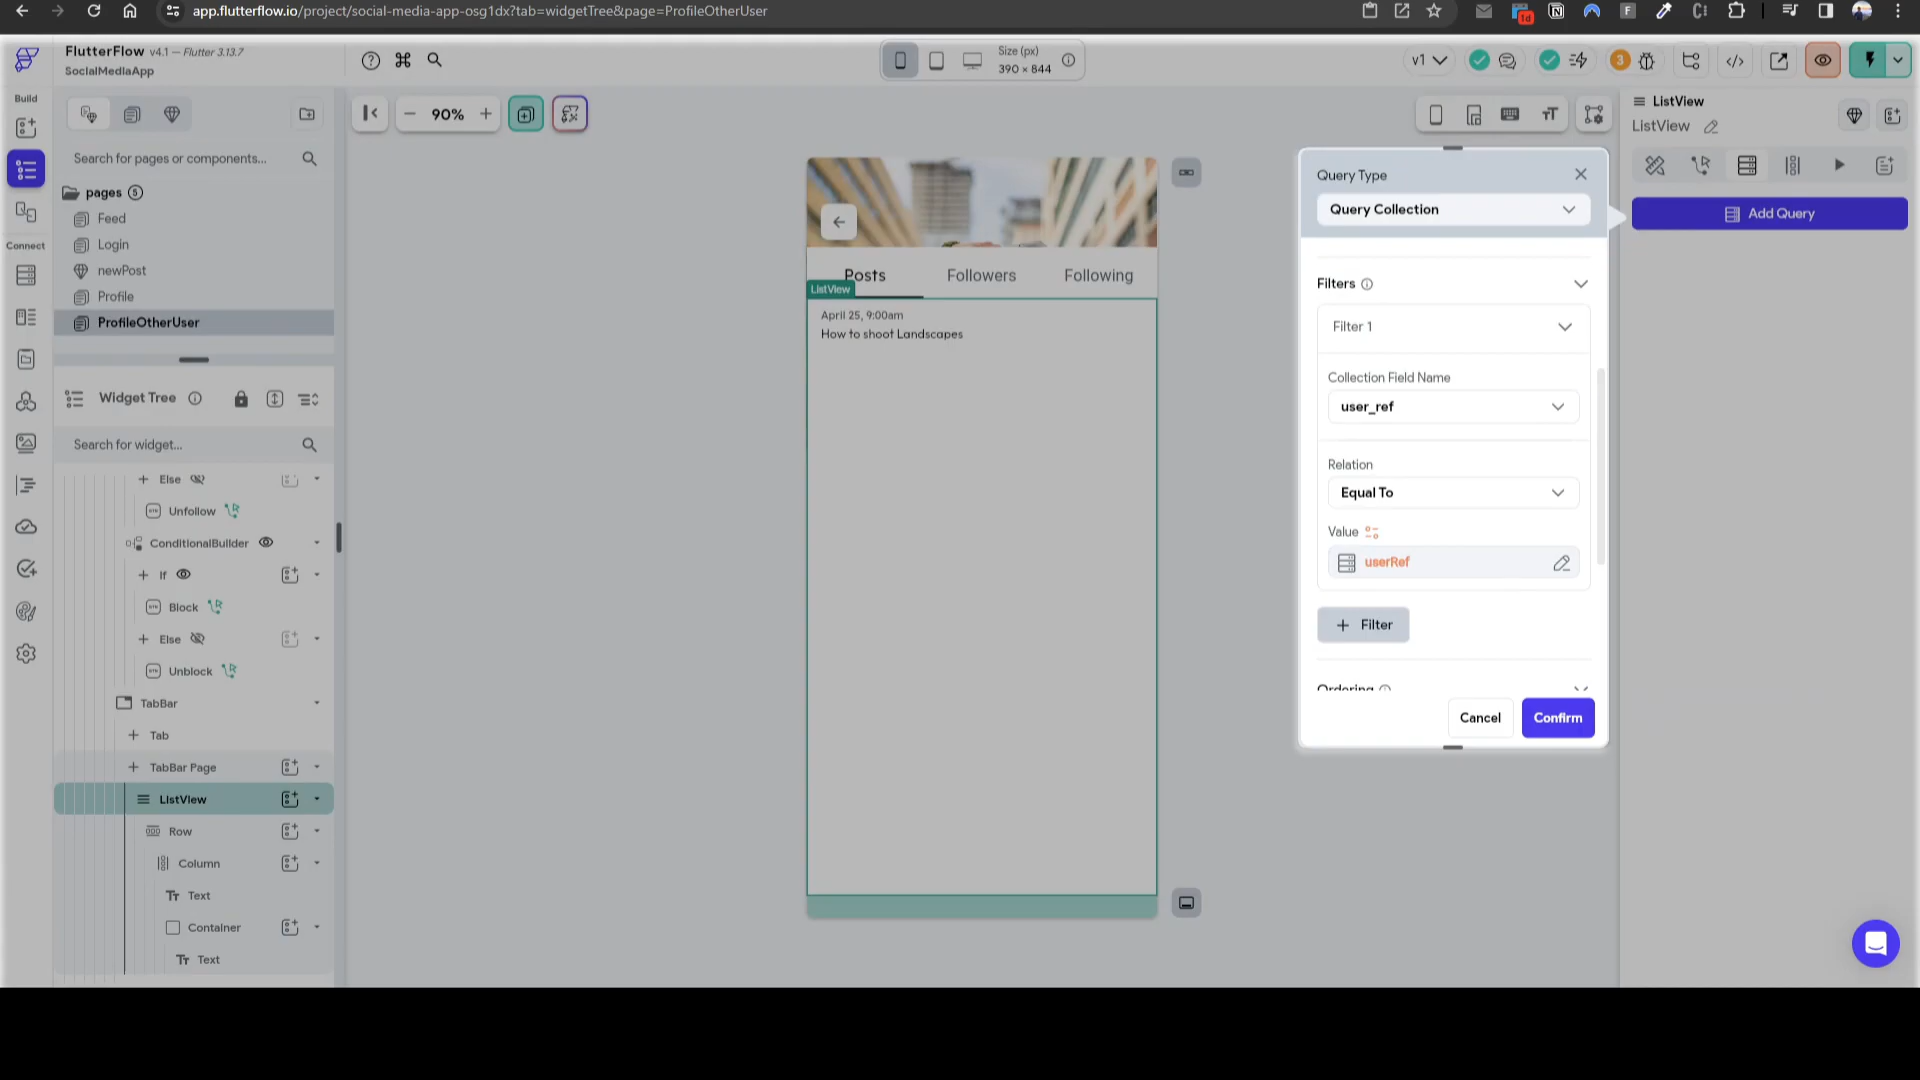 app.flutterflow.io/project/social-media-app-osg1dx?tab=widgetTree&page=ProfileOtherUser
1d
FlutterFlow v4.1 — Flutter 3.13.7
SocialMediaApp
Size (px)
390 × 844
v1
3
Build
Connect
Search for pages or components...
pages 5
Feed
Login
newPost
Profile
ProfileOtherUser
Widget Tree
Search for widget...
Else
Unfollow
ConditionalBuilder
If
Block
Else
Unblock
TabBar
Tab
TabBar Page
ListView
Row
Column
Text
Container
Text
90%
Posts
Followers
Following
ListView
April 25, 9:00am
How to shoot Landscapes
Query Type
Query Collection
Filters
Filter 1
Collection Field Name
user_ref
Relation
Equal To
Value
userRef
Filter
Ordering
Cancel
Confirm
ListView
ListView
Add Query